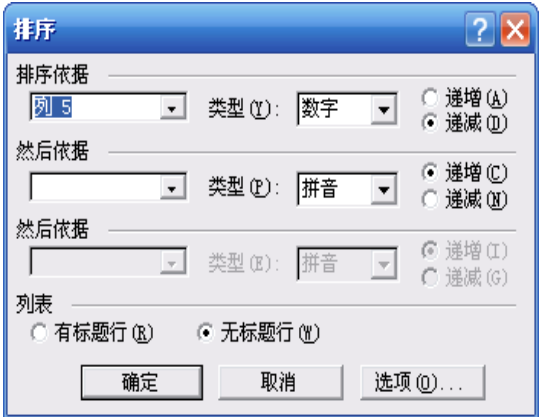 排序
排序依据
列 5 类型(Y): 数字 递增(A)
递减(D)
然后依据
类型(P): 拼音 递增(C)
递减(N)
然后依据
类型(E): 拼音 递增(I)
递减(G)
列表
有标题行(R) 无标题行(W)
确定 取消 选项(O)...